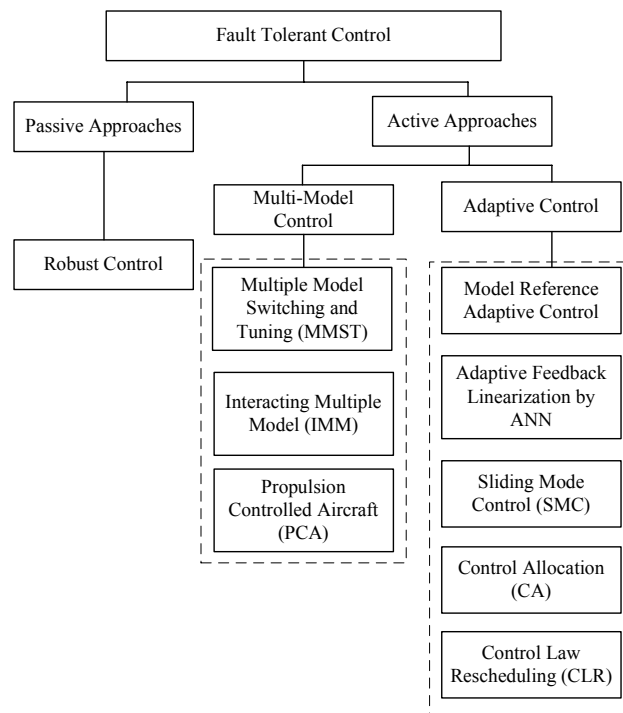 Fault Tolerant Control
Passive Approaches
Active Approaches
Multi-Model
Control
Adaptive Control
Robust Control
Multiple Model
Switching and
Tuning (MMST)
Interacting Multiple
Model (IMM)
Propulsion
Controlled Aircraft
(PCA)
Model Reference
Adaptive Control
Adaptive Feedback
Linearization by
ANN
Sliding Mode
Control (SMC)
Control Allocation
(CA)
Control Law
Rescheduling (CLR)